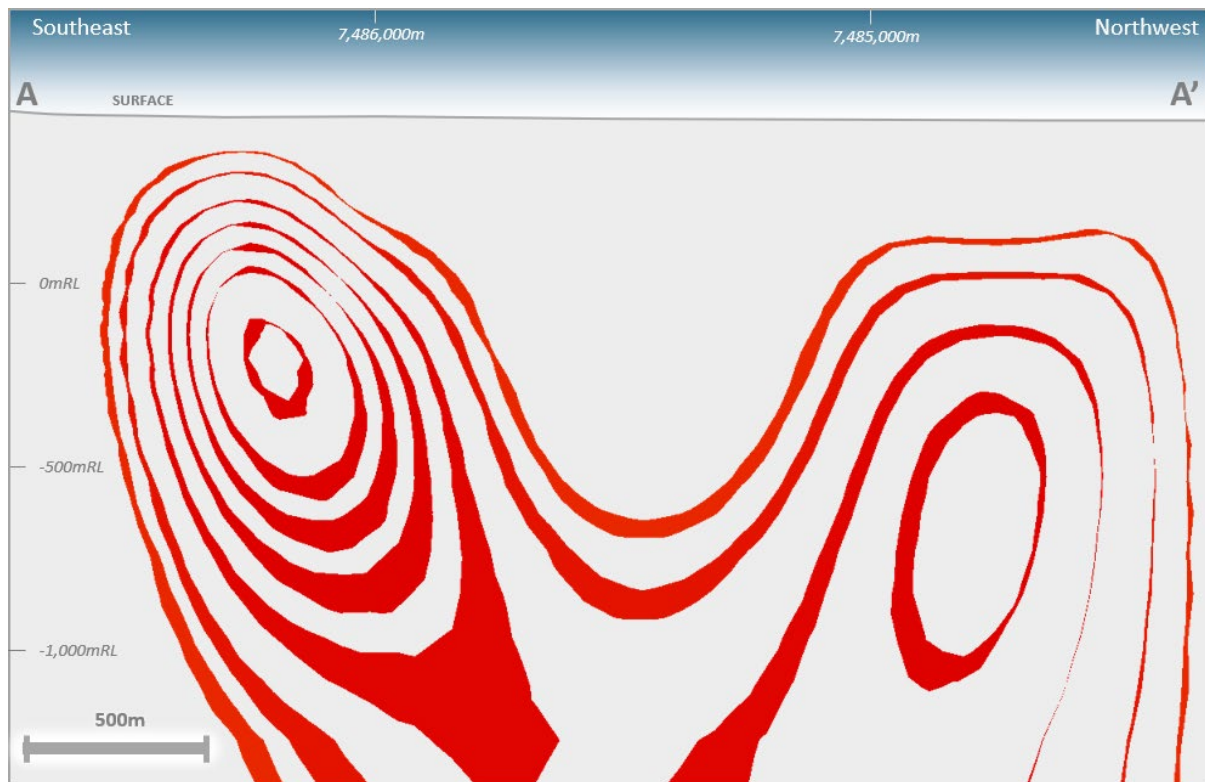 Southeast
7,486,000m
7,485,000m
Northwest
A
SURFACE
A’
0mRL
-500mRL
-1,000mRL
500m